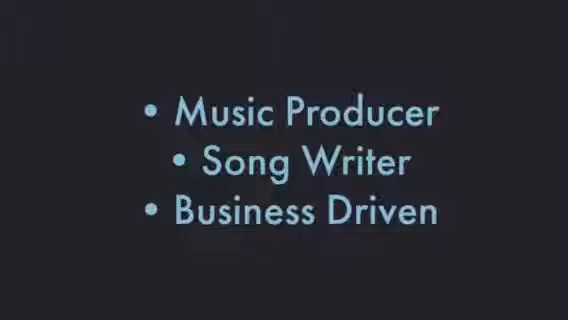 • Music Producer
• Song Writer
• Business Driven